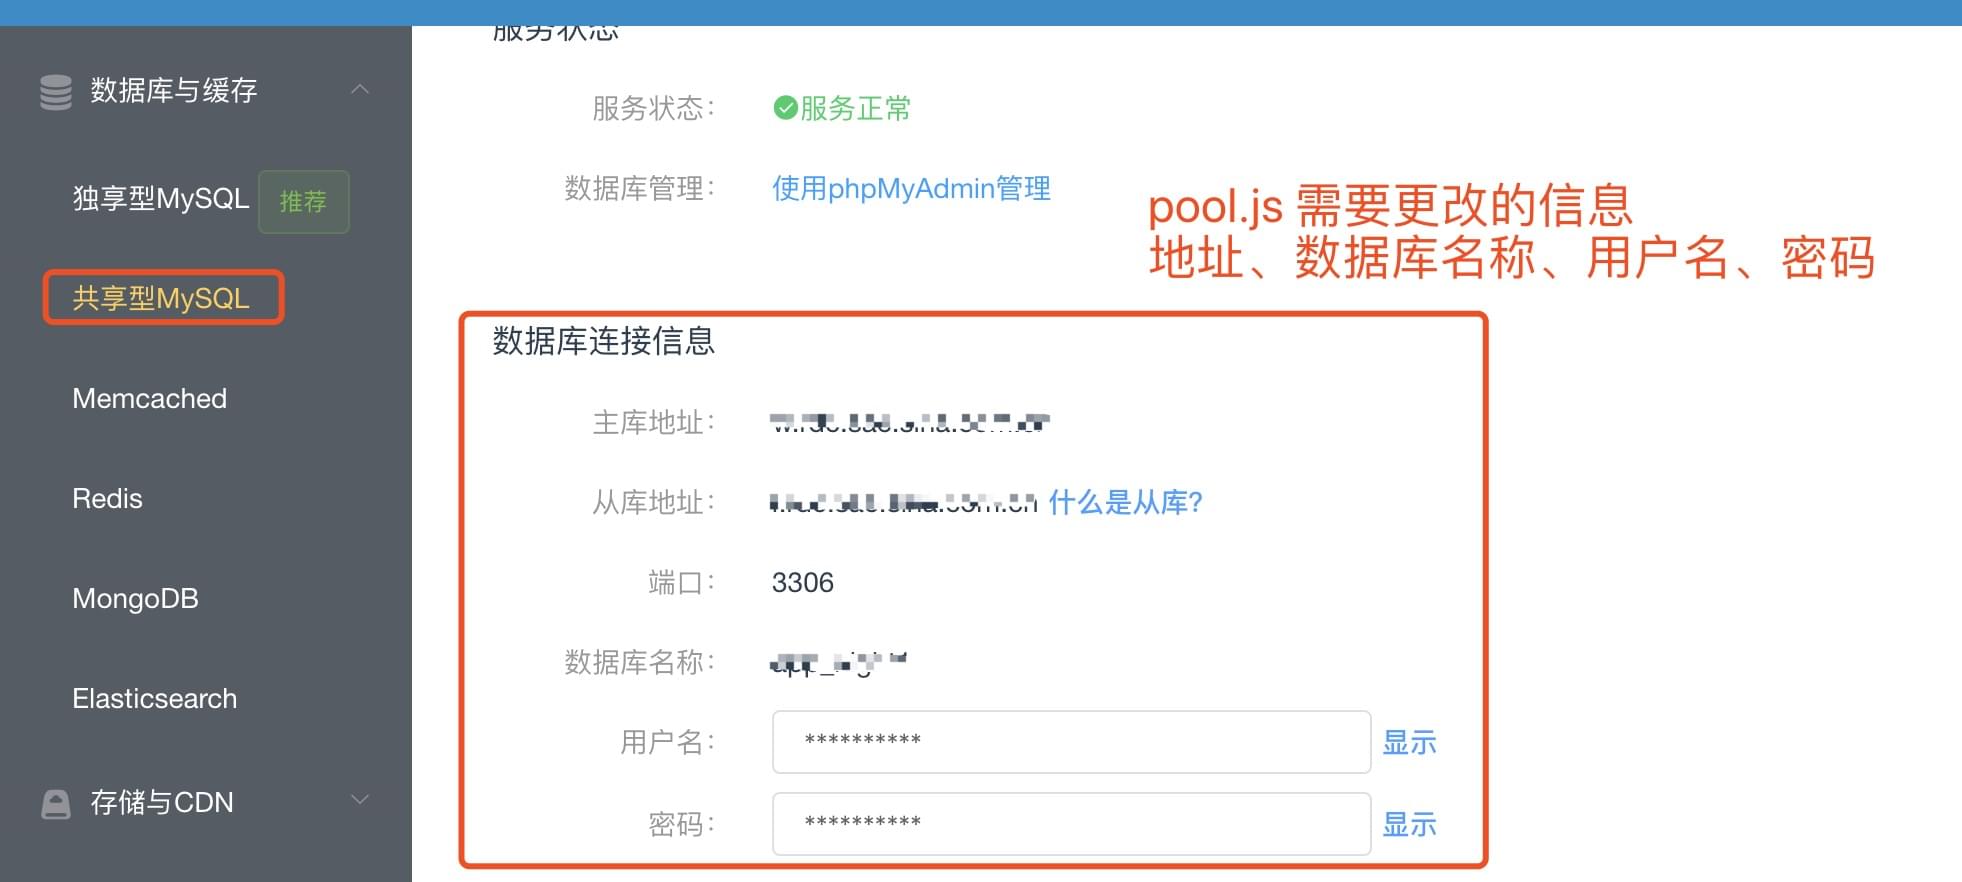 服务状态
数据库与缓存
服务状态：
服务正常
独享型MySQL 推荐
数据库管理：
使用phpMyAdmin管理
pool.js 需要更改的信息
地址、数据库名称、用户名、密码
共享型MySQL
数据库连接信息
Memcached
主库地址：
Redis
从库地址：
什么是从库?
MongoDB
端口：
3306
Elasticsearch
数据库名称：
用户名：
**********
显示
存储与CDN
密码：
**********
显示